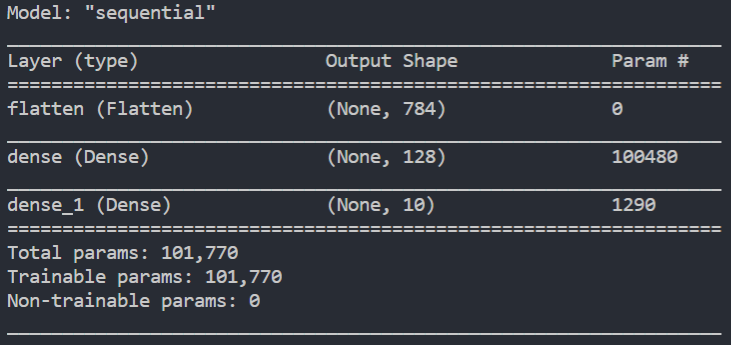 Model: "sequential"
Layer (type) Output Shape Param #
flatten (Flatten) (None, 784) 0
dense (Dense) (None, 128) 100480
dense_1 (Dense) (None, 10) 1290
Total params: 101,770
Trainable params: 101,770
Non-trainable params: 0